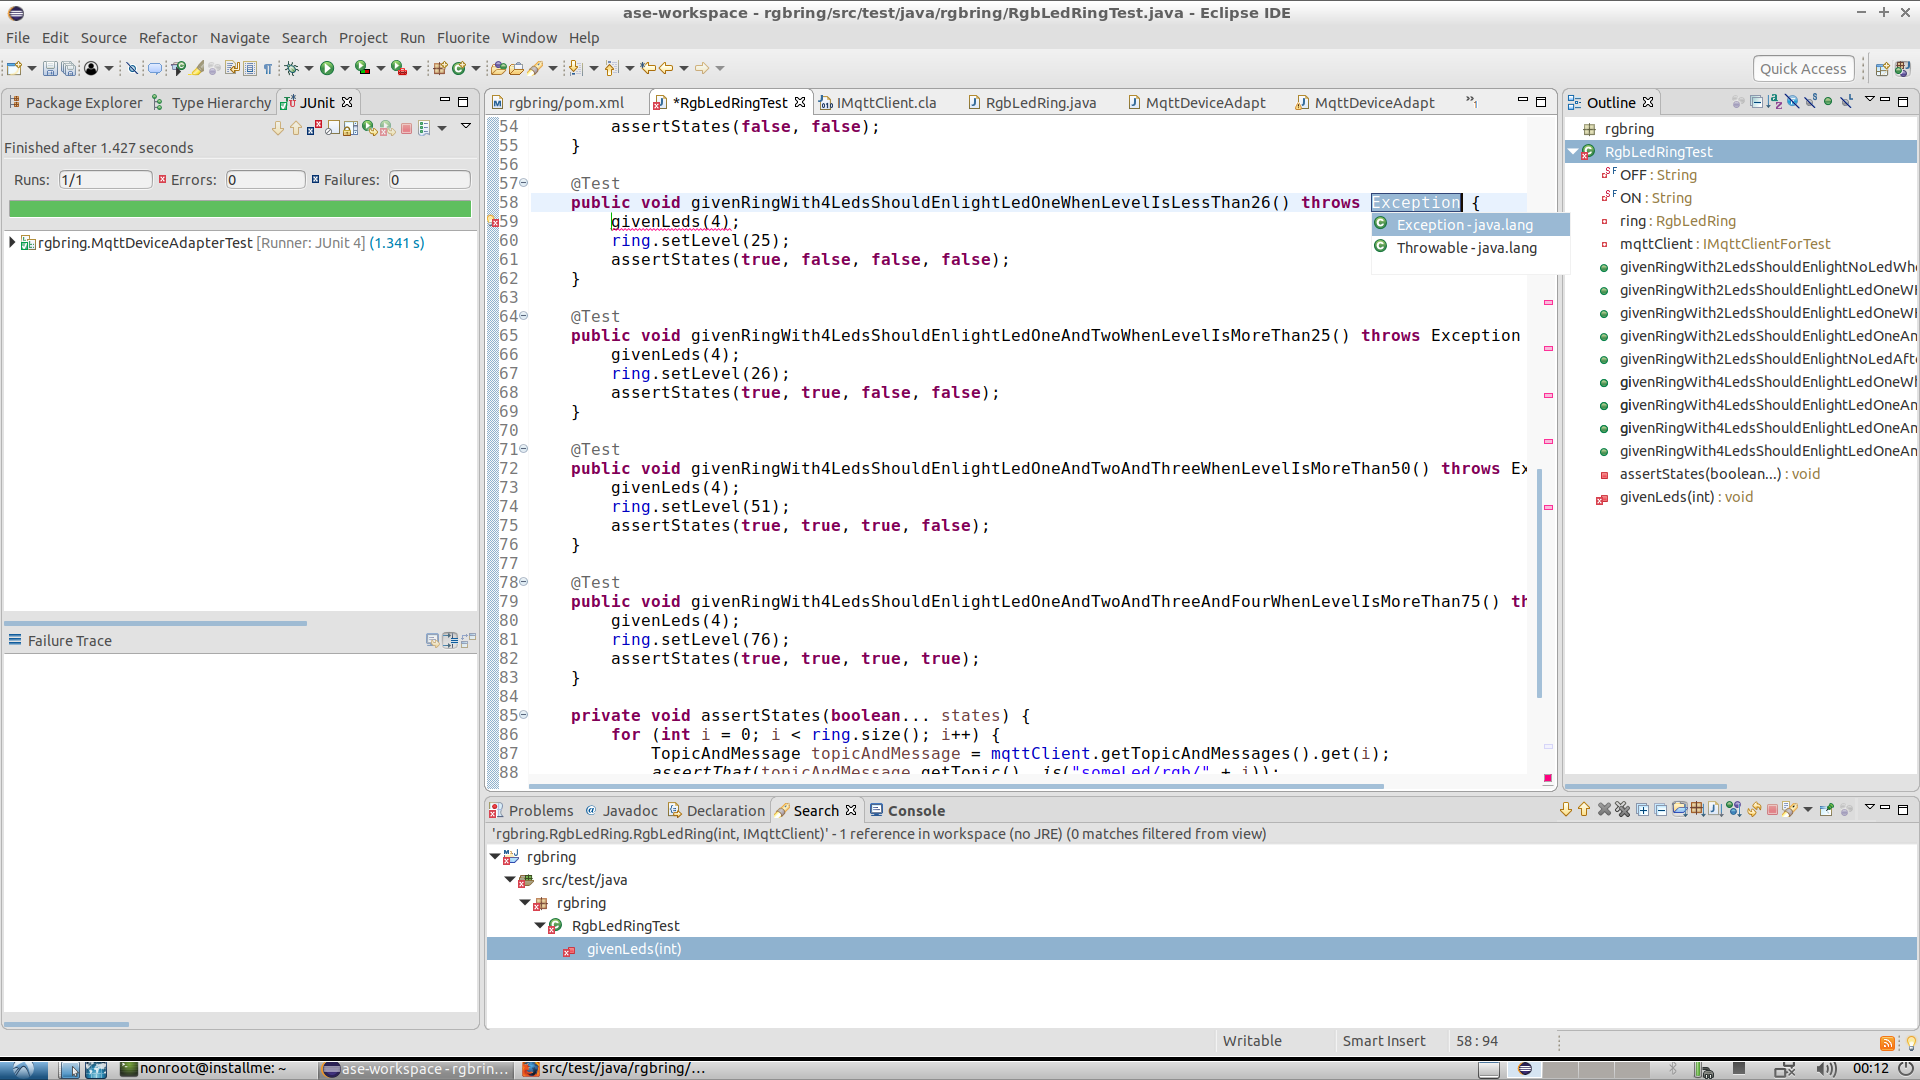 ase-workspace - rgbring/src/test/java/rgbring/RgbLedRingTest.java - Eclipse IDE
File Edit Source Refactor Navigate Search Project Run Fluorite Window Help
Quick Access
Package Explorer Type Hierarchy JUnit
Finished after 1.427 seconds
Runs: 1/1 Errors: 0 Failures: 0
rgbring.MqttDeviceAdapterTest [Runner: JUnit 4] (1.341 s)
Failure Trace
rgbring/pom.xml *RgbLedRingTest IMqttClient.cla RgbLedRing.java MqttDeviceAdapt MqttDeviceAdapt »1
54 assertStates(false, false);
55 }
56
57 @Test
58 public void givenRingWith4LedsShouldEnlightLedOneWhenLevelIsLessThan26() throws Exception {
59 givenLeds(4);
60 ring.setLevel(25);
61 assertStates(true, false, false, false);
62 }
63
64 @Test
65 public void givenRingWith4LedsShouldEnlightLedOneAndTwoWhenLevelIsMoreThan25() throws Exception
66 givenLeds(4);
67 ring.setLevel(26);
68 assertStates(true, true, false, false);
69 }
70
71 @Test
72 public void givenRingWith4LedsShouldEnlightLedOneAndTwoAndThreeWhenLevelIsMoreThan50() throws Ex
73 givenLeds(4);
74 ring.setLevel(51);
75 assertStates(true, true, true, false);
76 }
77
78 @Test
79 public void givenRingWith4LedsShouldEnlightLedOneAndTwoAndThreeAndFourWhenLevelIsMoreThan75() th
80 givenLeds(4);
81 ring.setLevel(76);
82 assertStates(true, true, true, true);
83 }
84
85 private void assertStates(boolean... states) {
86 for (int i = 0; i < ring.size(); i++) {
87 TopicAndMessage topicAndMessage = mqttClient.getTopicAndMessages().get(i);
88 assertThat(topicAndMessage.getTopic(), is("someLed/rgb/" + i));
Exception - java.lang
Throwable - java.lang
Outline
rgbring
RgbLedRingTest
OFF : String
ON : String
ring : RgbLedRing
mqttClient : IMqttClientForTest
givenRingWith2LedsShouldEnlightNoLedWhe
givenRingWith2LedsShouldEnlightLedOneWh
givenRingWith2LedsShouldEnlightLedOneWh
givenRingWith2LedsShouldEnlightLedOneAn
givenRingWith2LedsShouldEnlightNoLedAfte
givenRingWith4LedsShouldEnlightLedOneWh
givenRingWith4LedsShouldEnlightLedOneAn
givenRingWith4LedsShouldEnlightLedOneAn
givenRingWith4LedsShouldEnlightLedOneAn
assertStates(boolean...) : void
givenLeds(int) : void
Problems Javadoc Declaration Search Console
'rgbring.RgbLedRing.RgbLedRing(int, IMqttClient)' - 1 reference in workspace (no JRE) (0 matches filtered from view)
rgbring
src/test/java
rgbring
RgbLedRingTest
givenLeds(int)
Writable Smart Insert 58 : 94
nonroot@installme: ~ ase-workspace - rgbrin... src/test/java/rgbring/... 00:12